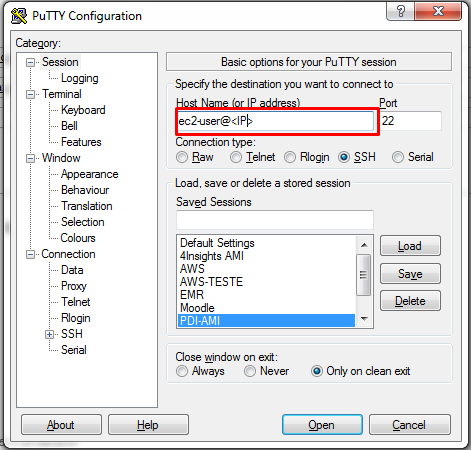 PuTTY Configuration
Category:
Session
Logging
Terminal
Keyboard
Bell
Features
Window
Appearance
Behaviour
Translation
Selection
Colours
Connection
Data
Proxy
Telnet
Rlogin
SSH
Serial
Basic options for your PuTTY session
Specify the destination you want to connect to
Host Name (or IP address) Port
ec2-user@<IP> 22
Connection type:
Raw Telnet Rlogin SSH Serial
Load, save or delete a stored session
Saved Sessions
Default Settings
4Insights AMI
AWS
AWS-TESTE
EMR
Moodle
PDI-AMI
Load
Save
Delete
Close window on exit:
Always Never Only on clean exit
About Help Open Cancel